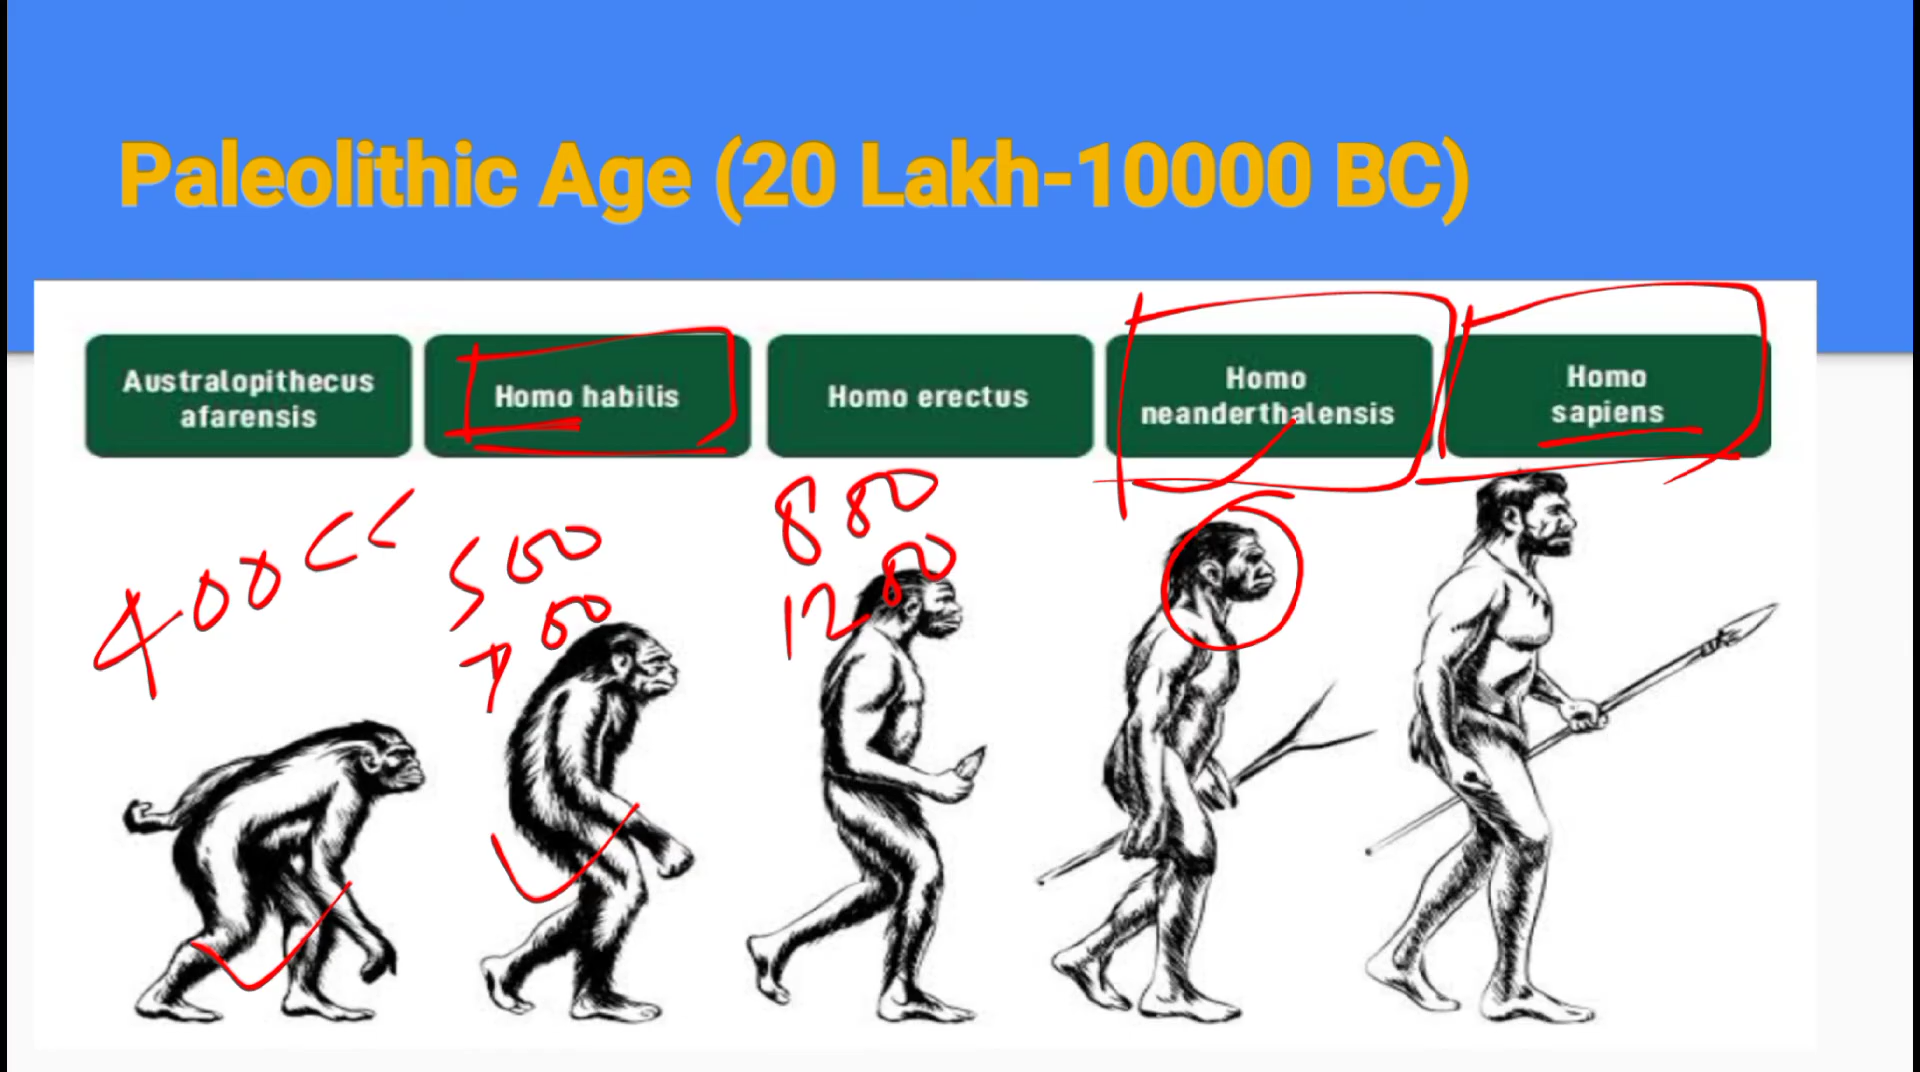 Paleolithic Age (20 Lakh-10000 BC)
Australopithecus
afarensis
Homo habilis
Homo erectus
Homo
neanderthalensis
Homo
sapiens
400cc
500
700
880
1280